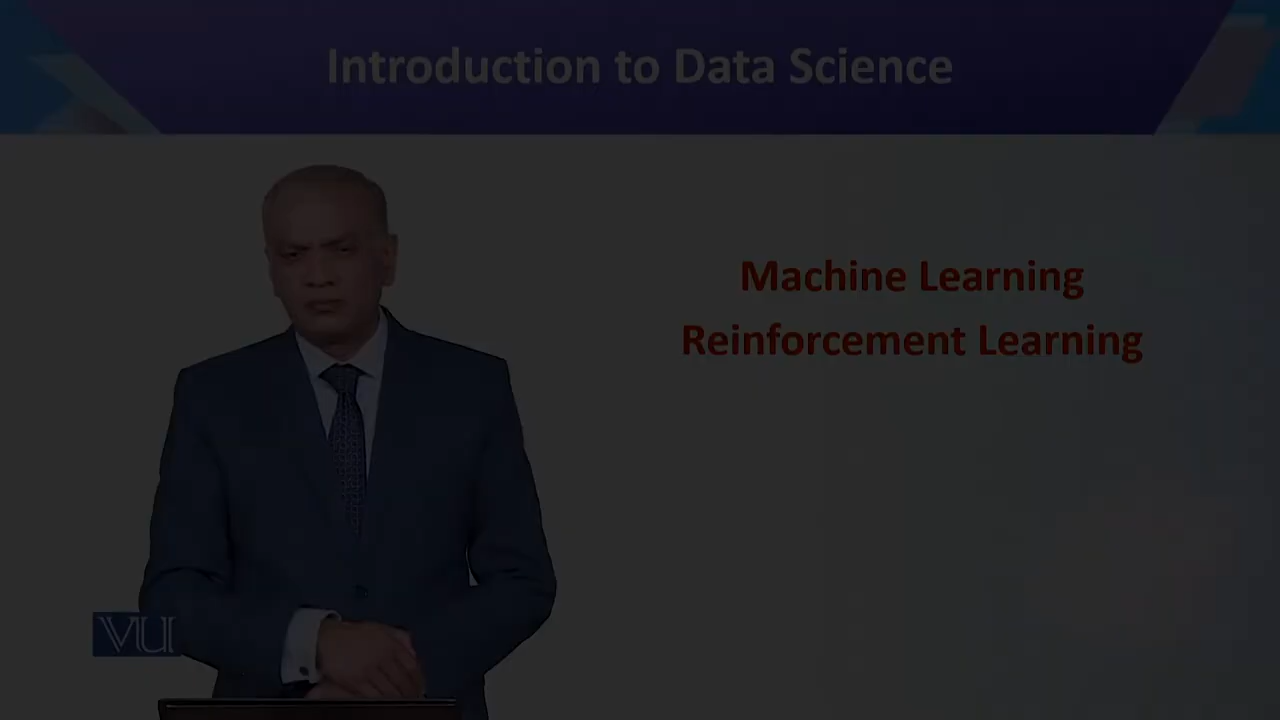 Introduction to Data Science
Machine Learning
Reinforcement Learning
VU